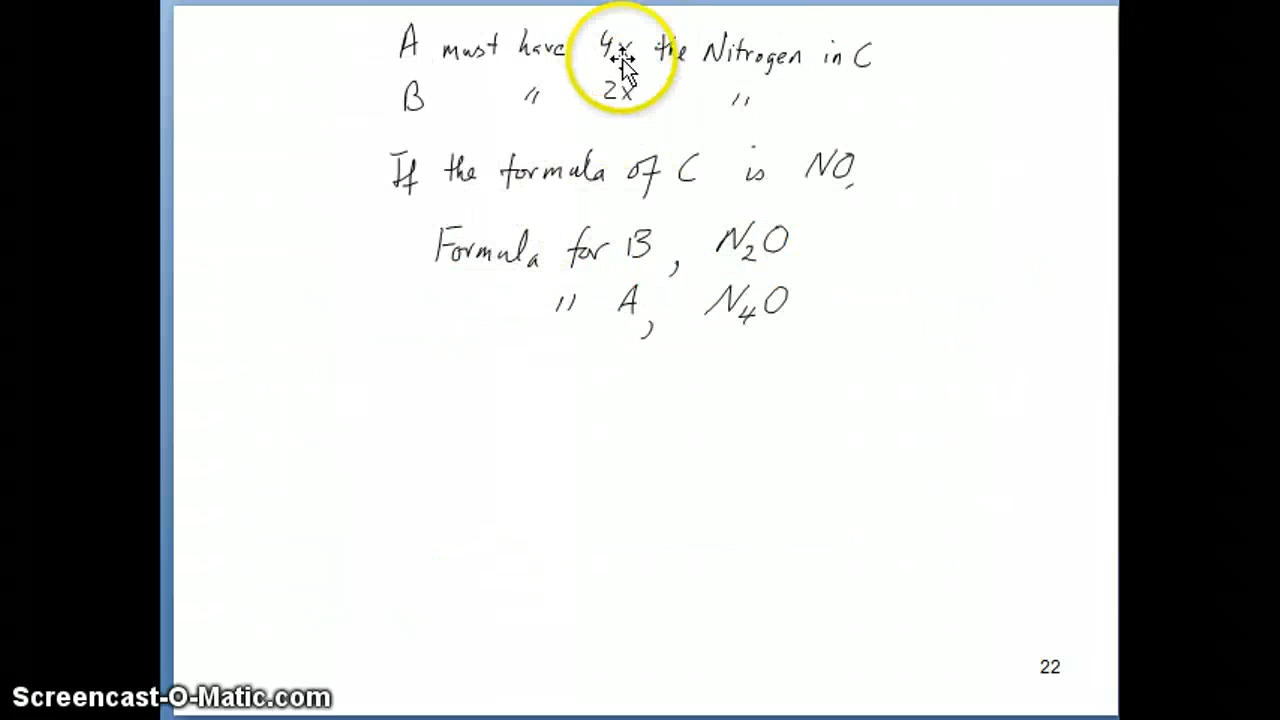 A must have 4x the Nitrogen in C
B " 2x "
If the formula of C is NO,
Formula for B, N₂O
" A, N₄O
22
Screencast-O-Matic.com